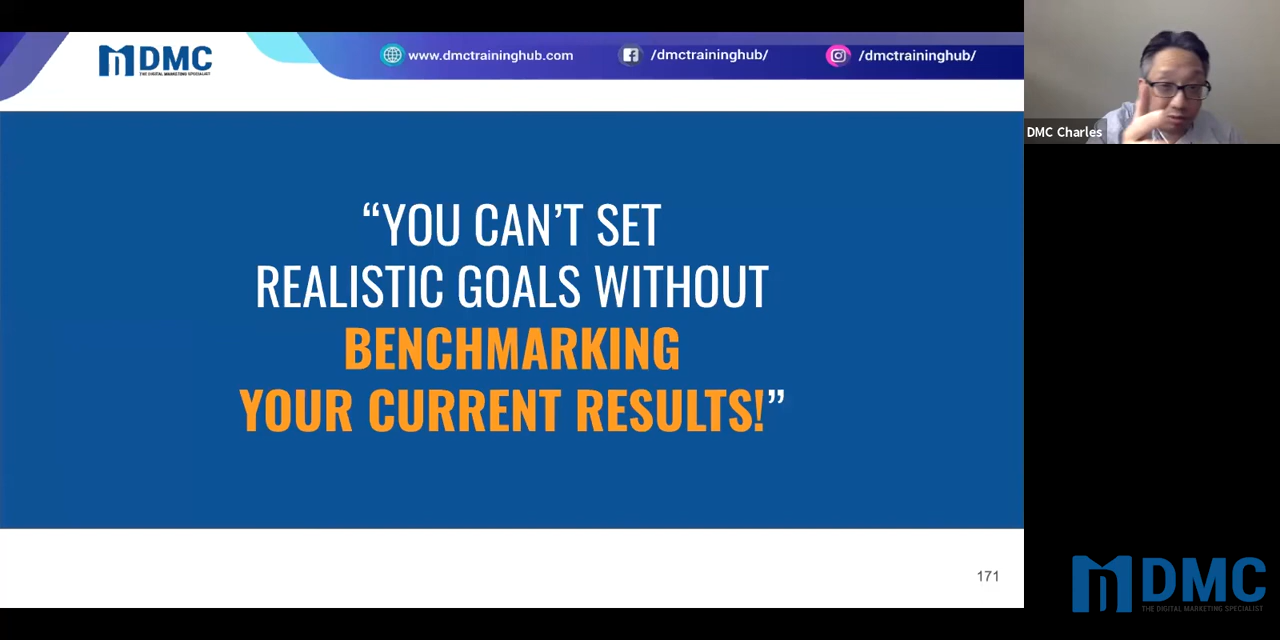 DMC
THE DIGITAL MARKETING SPECIALIST
www.dmctraininghub.com
/dmctraininghub/
/dmctraininghub/
DMC Charles
“YOU CAN’T SET
REALISTIC GOALS WITHOUT
BENCHMARKING
YOUR CURRENT RESULTS!”
171
DMC
THE DIGITAL MARKETING SPECIALIST